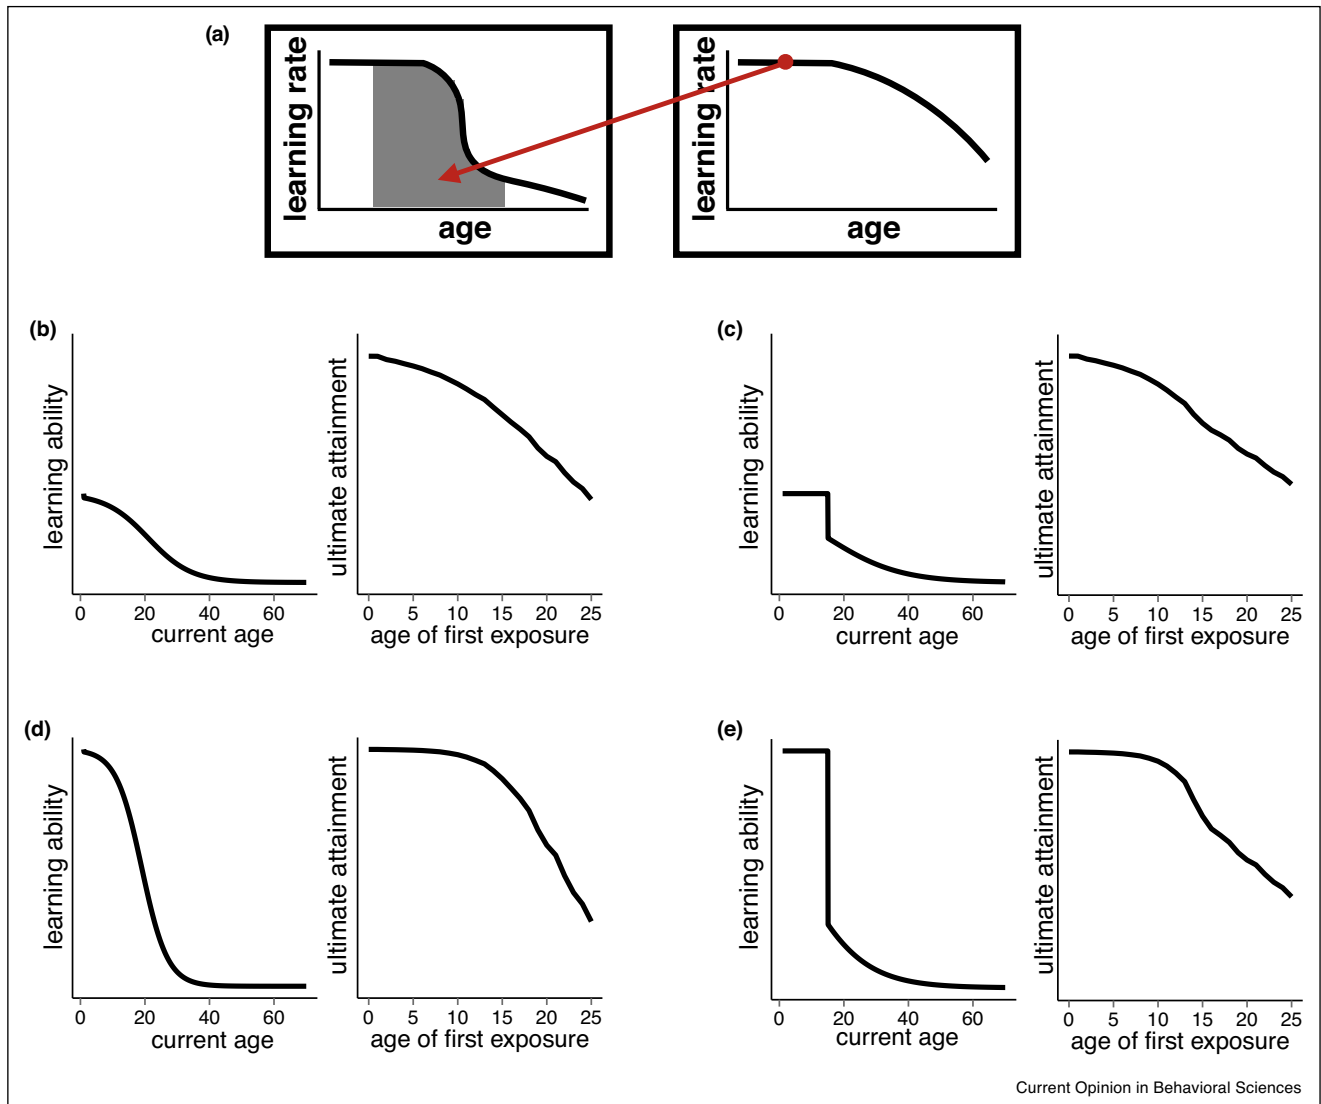 (a)
learning rate
age
learning rate
age
(b)
learning ability
0 20 40 60
current age
ultimate attainment
0 5 10 15 20 25
age of first exposure
(c)
learning ability
0 20 40 60
current age
ultimate attainment
0 5 10 15 20 25
age of first exposure
(d)
learning ability
0 20 40 60
current age
ultimate attainment
0 5 10 15 20 25
age of first exposure
(e)
learning ability
0 20 40 60
current age
ultimate attainment
0 5 10 15 20 25
age of first exposure
Current Opinion in Behavioral Sciences